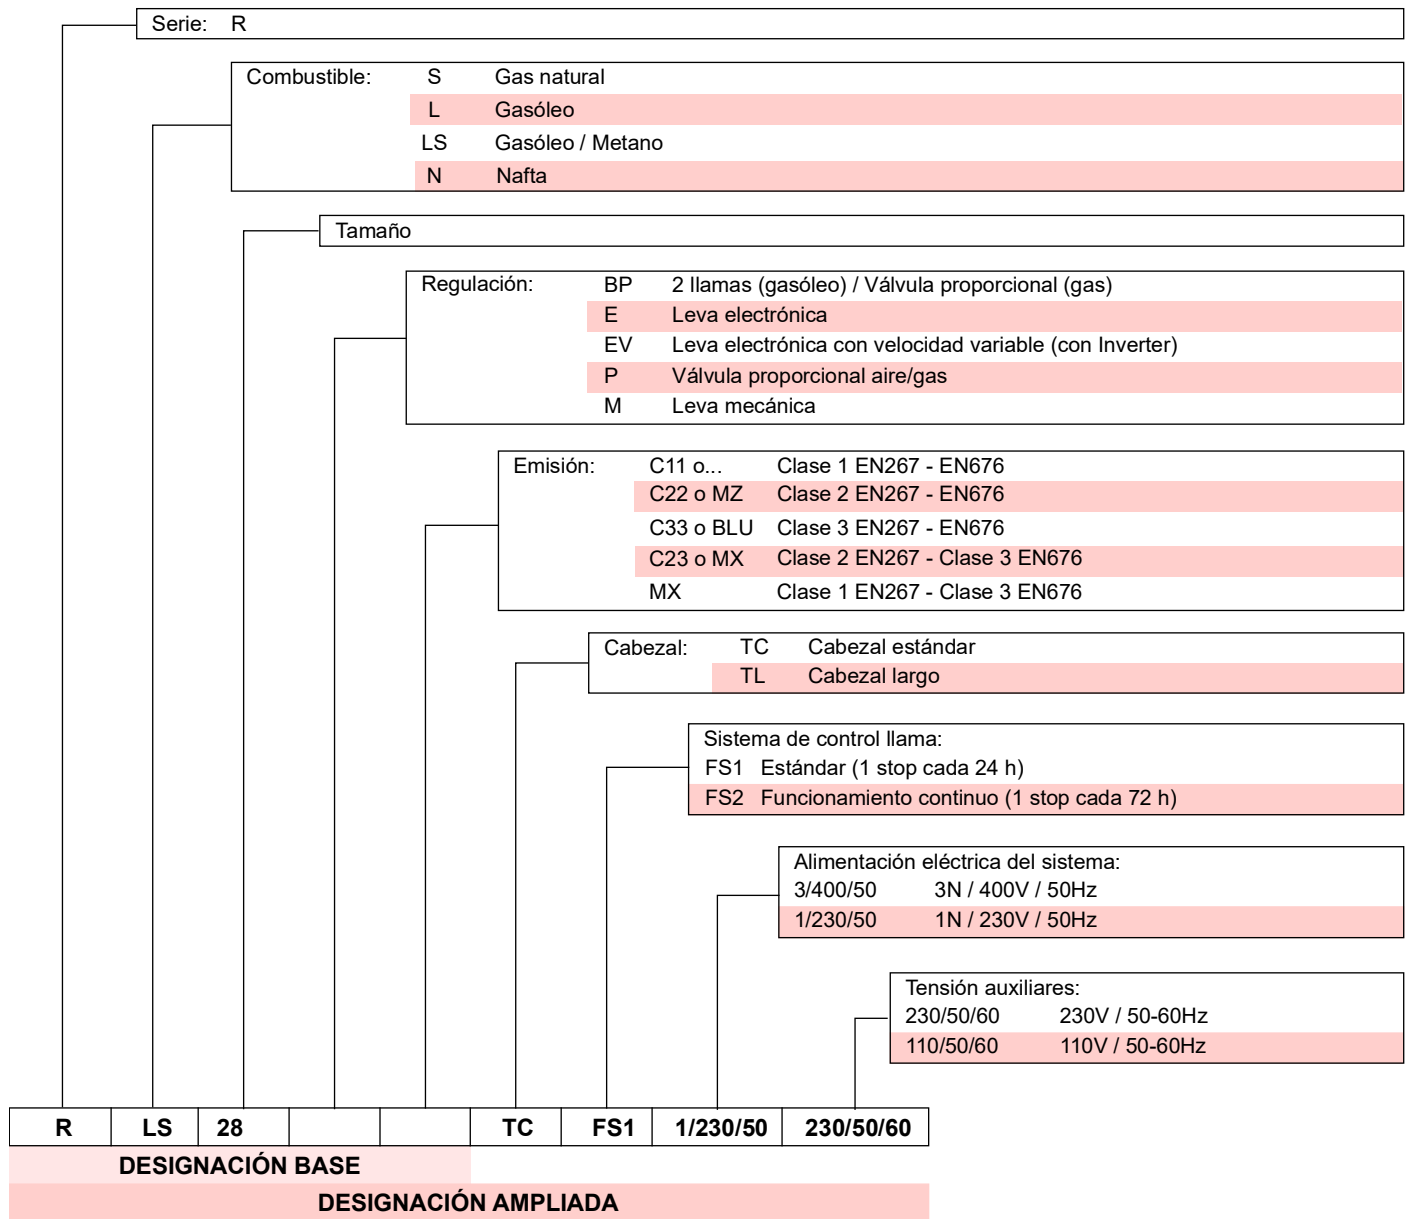 Serie: R
Combustible: S Gas natural
L Gasóleo
LS Gasóleo / Metano
N Nafta
Tamaño
Regulación: BP 2 llamas (gasóleo) / Válvula proporcional (gas)
E Leva electrónica
EV Leva electrónica con velocidad variable (con Inverter)
P Válvula proporcional aire/gas
M Leva mecánica
Emisión: C11 o... Clase 1 EN267 - EN676
C22 o MZ Clase 2 EN267 - EN676
C33 o BLU Clase 3 EN267 - EN676
C23 o MX Clase 2 EN267 - Clase 3 EN676
MX Clase 1 EN267 - Clase 3 EN676
Cabezal: TC Cabezal estándar
TL Cabezal largo
Sistema de control llama:
FS1 Estándar (1 stop cada 24 h)
FS2 Funcionamiento continuo (1 stop cada 72 h)
Alimentación eléctrica del sistema:
3/400/50 3N / 400V / 50Hz
1/230/50 1N / 230V / 50Hz
Tensión auxiliares:
230/50/60 230V / 50-60Hz
110/50/60 110V / 50-60Hz
R LS 28 TC FS1 1/230/50 230/50/60
DESIGNACIÓN BASE
DESIGNACIÓN AMPLIADA